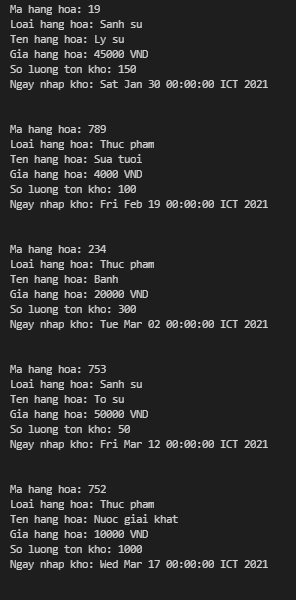 Ma hang hoa: 19
Loai hang hoa: Sanh su
Ten hang hoa: Ly su
Gia hang hoa: 45000 VND
So luong ton kho: 150
Ngay nhap kho: Sat Jan 30 00:00:00 ICT 2021
Ma hang hoa: 789
Loai hang hoa: Thuc pham
Ten hang hoa: Sua tuoi
Gia hang hoa: 4000 VND
So luong ton kho: 100
Ngay nhap kho: Fri Feb 19 00:00:00 ICT 2021
Ma hang hoa: 234
Loai hang hoa: Thuc pham
Ten hang hoa: Banh
Gia hang hoa: 20000 VND
So luong ton kho: 300
Ngay nhap kho: Tue Mar 02 00:00:00 ICT 2021
Ma hang hoa: 753
Loai hang hoa: Sanh su
Ten hang hoa: To su
Gia hang hoa: 50000 VND
So luong ton kho: 50
Ngay nhap kho: Fri Mar 12 00:00:00 ICT 2021
Ma hang hoa: 752
Loai hang hoa: Thuc pham
Ten hang hoa: Nuoc giai khat
Gia hang hoa: 10000 VND
So luong ton kho: 1000
Ngay nhap kho: Wed Mar 17 00:00:00 ICT 2021